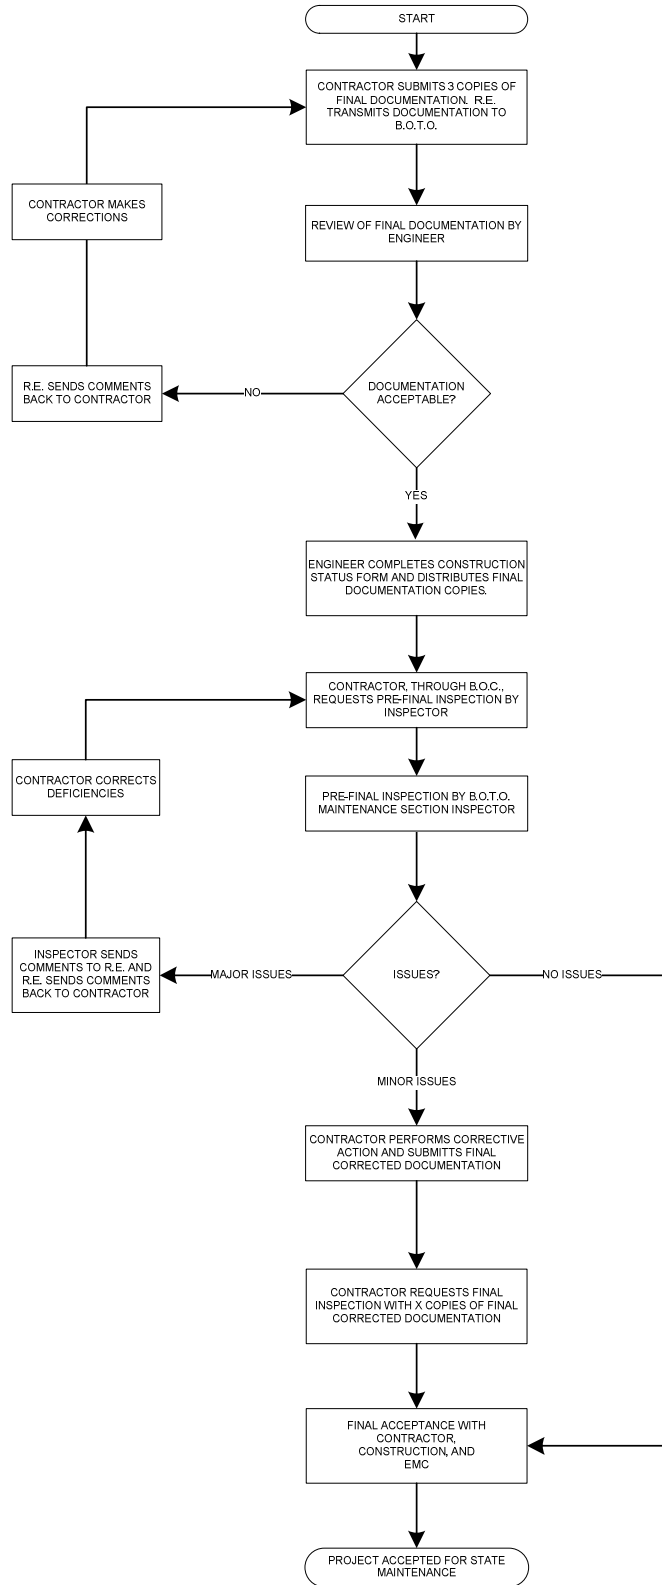 START
CONTRACTOR SUBMITS 3 COPIES OF
FINAL DOCUMENTATION. R.E.
TRANSMITS DOCUMENTATION TO
B.O.T.O.
CONTRACTOR MAKES
CORRECTIONS
REVIEW OF FINAL DOCUMENTATION BY
ENGINEER
R.E. SENDS COMMENTS
BACK TO CONTRACTOR
NO
DOCUMENTATION
ACCEPTABLE?
YES
ENGINEER COMPLETES CONSTRUCTION
STATUS FORM AND DISTRIBUTES FINAL
DOCUMENTATION COPIES.
CONTRACTOR, THROUGH B.O.C.,
REQUESTS PRE-FINAL INSPECTION BY
INSPECTOR
CONTRACTOR CORRECTS
DEFICIENCIES
PRE-FINAL INSPECTION BY B.O.T.O.
MAINTENANCE SECTION INSPECTOR
INSPECTOR SENDS
COMMENTS TO R.E. AND
R.E. SENDS COMMENTS
BACK TO CONTRACTOR
MAJOR ISSUES
ISSUES?
NO ISSUES
MINOR ISSUES
CONTRACTOR PERFORMS CORRECTIVE
ACTION AND SUBMITTS FINAL
CORRECTED DOCUMENTATION
CONTRACTOR REQUESTS FINAL
INSPECTION WITH X COPIES OF FINAL
CORRECTED DOCUMENTATION
FINAL ACCEPTANCE WITH
CONTRACTOR,
CONSTRUCTION, AND
EMC
PROJECT ACCEPTED FOR STATE
MAINTENANCE